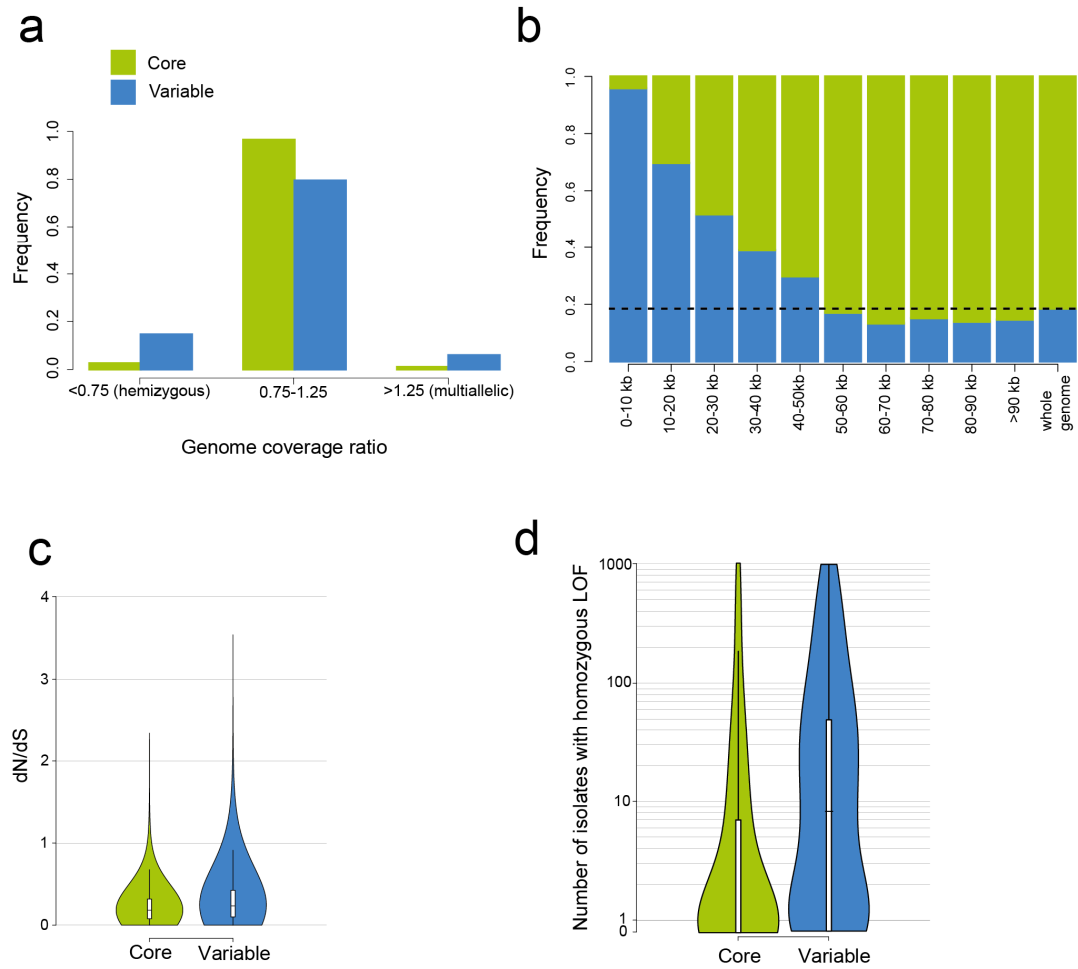 a
Core
Variable
Frequency
1.0
0.8
0.6
0.4
0.2
0.0
<0.75 (hemizygous)
0.75-1.25
>1.25 (multiallelic)
Genome coverage ratio
b
Frequency
1.0
0.8
0.6
0.4
0.2
0.0
0-10 kb
10-20 kb
20-30 kb
30-40 kb
40-50kb
50-60 kb
60-70 kb
70-80 kb
80-90 kb
>90 kb
whole
genome
c
dN/dS
4
3
2
1
0
Core
Variable
d
Number of isolates with homozygous LOF
1000
100
10
1
0
Core
Variable